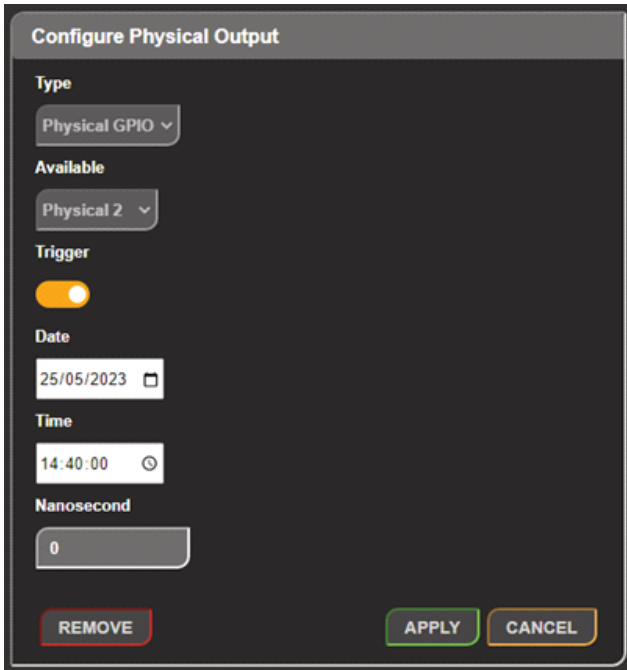 Configure Physical Output
Type
Physical GPIO
Available
Physical 2
Trigger
Date
25/05/2023
Time
14:40:00
Nanosecond
0
REMOVE APPLY CANCEL